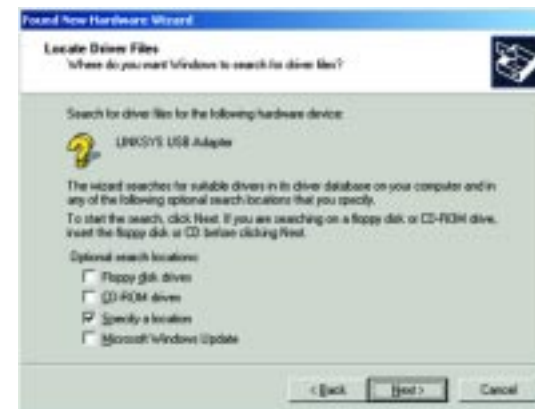 Found New Hardware Wizard
Locate Driver Files
Where do you want Windows to search for driver files?
Search for driver files for the following hardware device:
LINKSYS USB Adapter
The wizard searches for suitable drivers in its driver database on your computer and in
any of the following optional search locations that you specify.
To start the search, click Next. If you are searching on a floppy disk or CD-ROM drive,
insert the floppy disk or CD before clicking Next.
Optional search locations:
Floppy disk drives
CD-ROM drives
Specify a location
Microsoft Windows Update
< Back
Next >
Cancel